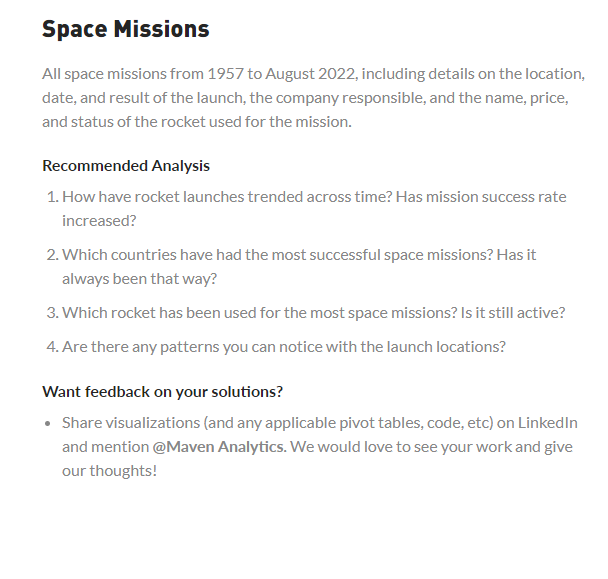 Space Missions
All space missions from 1957 to August 2022, including details on the location,
date, and result of the launch, the company responsible, and the name, price,
and status of the rocket used for the mission.
Recommended Analysis
1. How have rocket launches trended across time? Has mission success rate
increased?
2. Which countries have had the most successful space missions? Has it
always been that way?
3. Which rocket has been used for the most space missions? Is it still active?
4. Are there any patterns you can notice with the launch locations?
Want feedback on your solutions?
• Share visualizations (and any applicable pivot tables, code, etc) on LinkedIn
and mention @Maven Analytics. We would love to see your work and give
our thoughts!